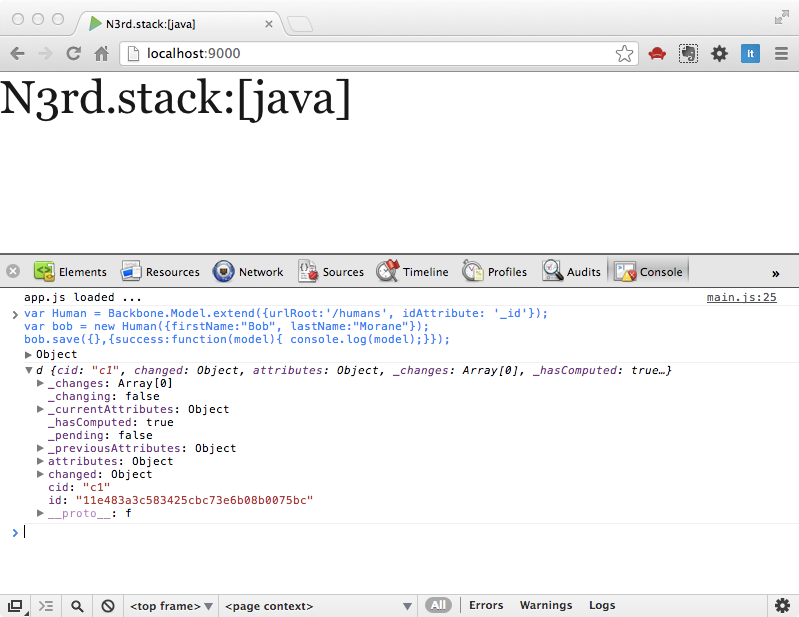 N3rd.stack:[java]
localhost:9000
It
N3rd.stack:[java]
Elements Resources Network Sources Timeline Profiles Audits Console »
app.js loaded ... main.js:25
> var Human = Backbone.Model.extend({urlRoot:'/humans', idAttribute: '_id'});
var bob = new Human({firstName:"Bob", lastName:"Morane"});
bob.save({},{success:function(model){ console.log(model);}});
▶ Object
▼ d {cid: "c1", changed: Object, attributes: Object, _changes: Array[0], _hasComputed: true…}
▶ _changes: Array[0]
_changing: false
▶ _currentAttributes: Object
_hasComputed: true
_pending: false
▶ _previousAttributes: Object
▶ attributes: Object
▶ changed: Object
cid: "c1"
id: "11e483a3c583425cbc73e6b08b0075bc"
▶ __proto__: f
>
<top frame> ▼ <page context> ▼ All Errors Warnings Logs